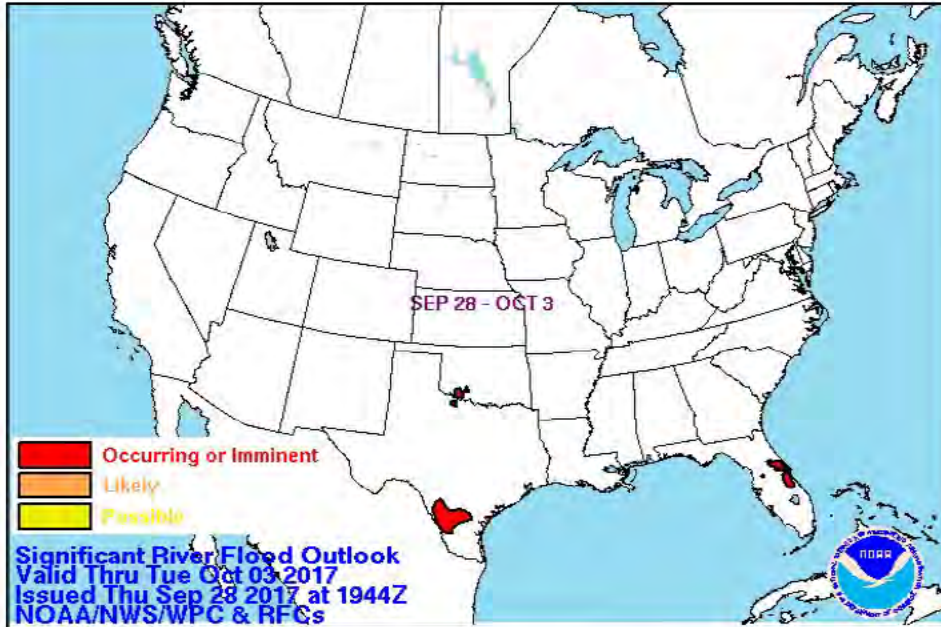 SEP 28 - OCT 3
Occurring or Imminent
Likely
Possible
Significant River Flood Outlook
Valid Thru Tue Oct 03 2017
Issued Thu Sep 28 2017 at 1944Z
NOAA/NWS/WPC & RFCs
NOAA